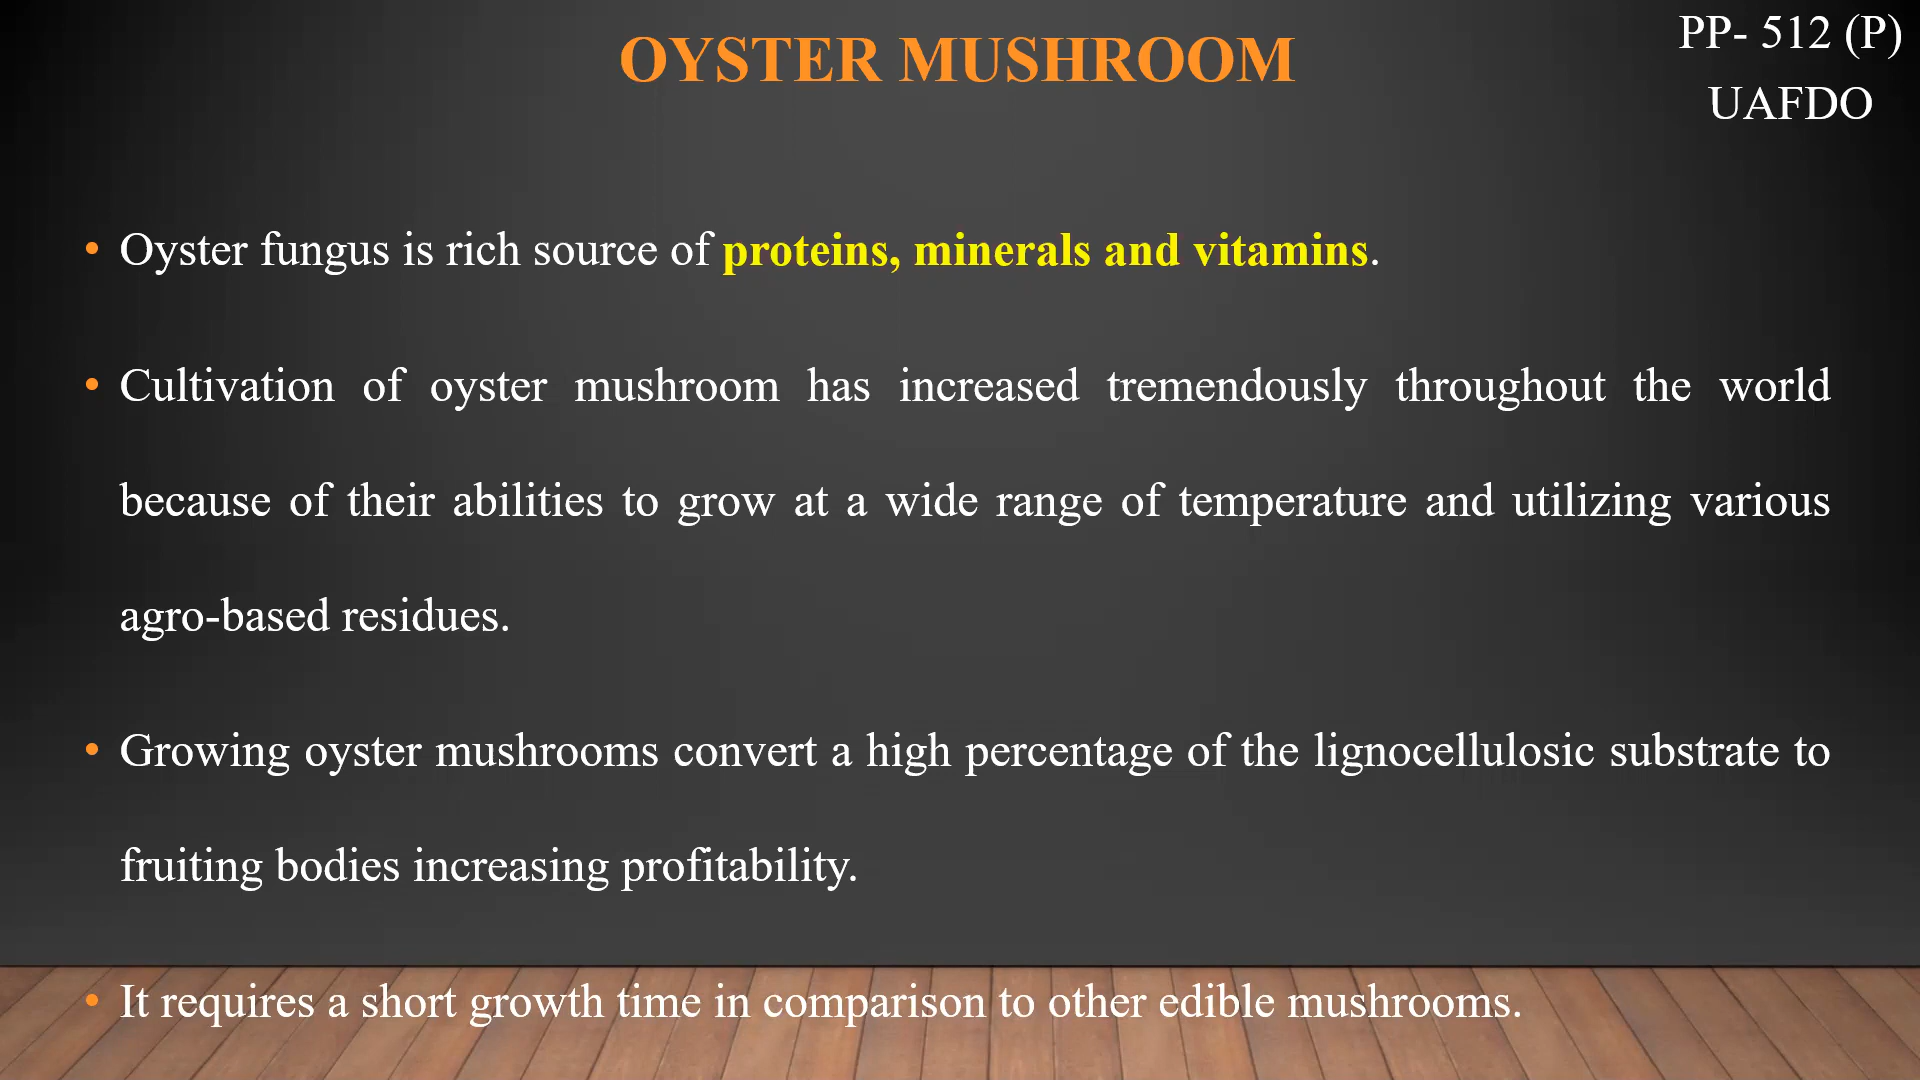 OYSTER MUSHROOM
PP- 512 (P)
UAFDO
• Oyster fungus is rich source of proteins, minerals and vitamins.
• Cultivation of oyster mushroom has increased tremendously throughout the world
because of their abilities to grow at a wide range of temperature and utilizing various
agro-based residues.
• Growing oyster mushrooms convert a high percentage of the lignocellulosic substrate to
fruiting bodies increasing profitability.
• It requires a short growth time in comparison to other edible mushrooms.